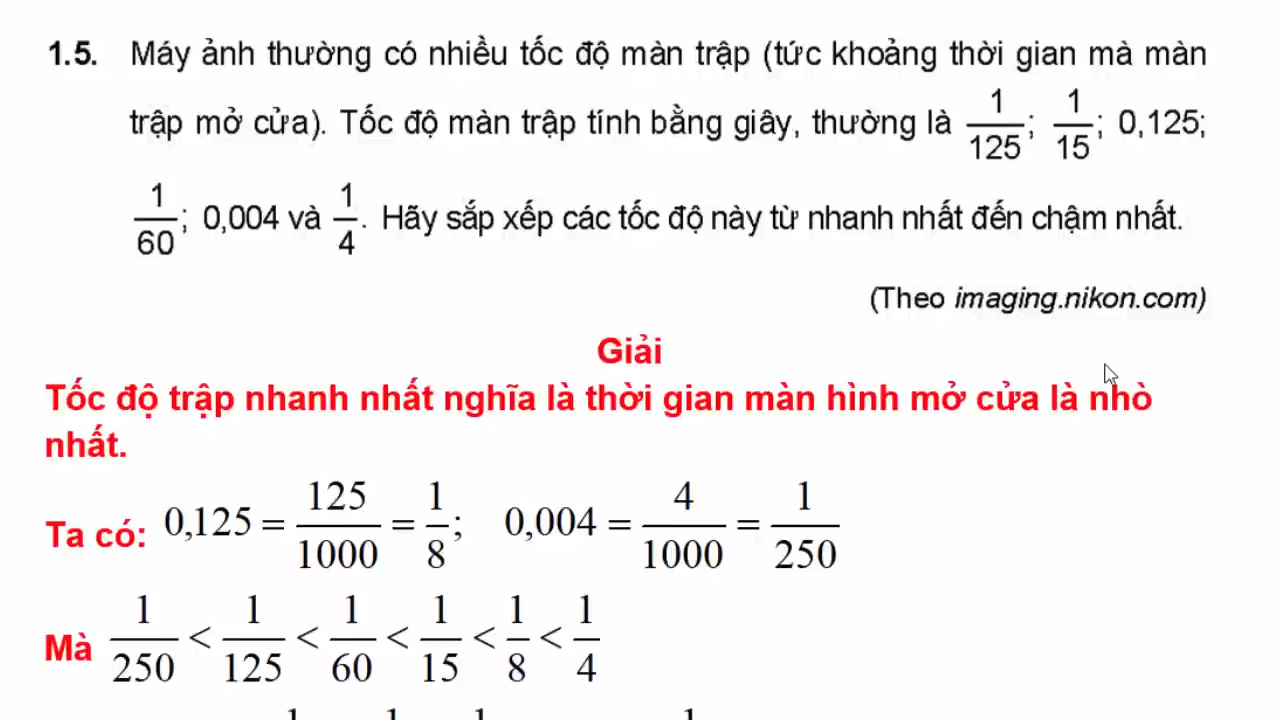 1.5. Máy ảnh thường có nhiều tốc độ màn trập (tức khoảng thời gian mà màn
trập mở cửa). Tốc độ màn trập tính bằng giây, thường là 1/125; 1/15; 0,125;
1/60; 0,004 và 1/4. Hãy sắp xếp các tốc độ này từ nhanh nhất đến chậm nhất.
(Theo imaging.nikon.com)
Giải
Tốc độ trập nhanh nhất nghĩa là thời gian màn hình mở cửa là nhò
nhất.
Ta có: 0,125 = 125/1000 = 1/8; 0,004 = 4/1000 = 1/250
Mà 1/250 < 1/125 < 1/60 < 1/15 < 1/8 < 1/4